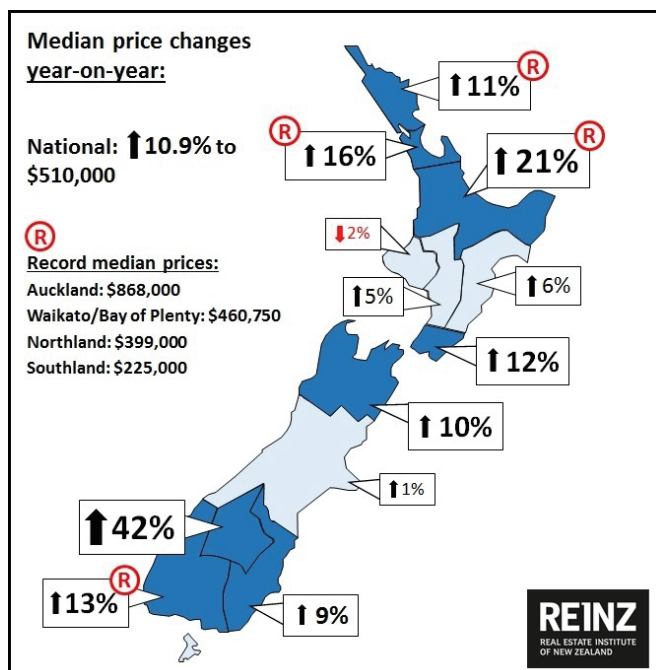 Median price changes
year-on-year:
National: ⬆10.9% to
$510,000
R
Record median prices:
Auckland: $868,000
Waikato/Bay of Plenty: $460,750
Northland: $399,000
Southland: $225,000
R
⬆11%
R
⬆16%
R
⬆21%
⬇2%
⬆5%
⬆6%
⬆12%
⬆10%
⬆1%
⬆42%
R
⬆13%
⬆9%
REINZ
REAL ESTATE INSTITUTE
OF NEW ZEALAND